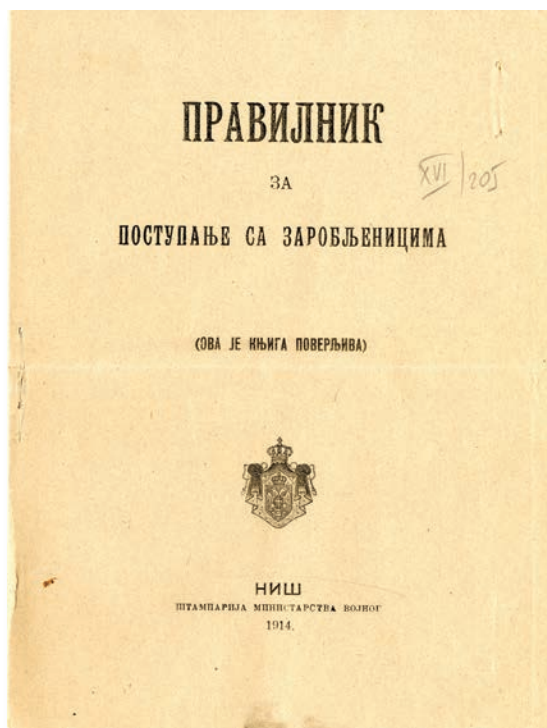 ПРАВИЛНИК
ЗА
XVI/205
ПОСТУПАЊЕ СА ЗАРОБЉЕНИЦИМА
(ОВА ЈЕ КЊИГА ПОВЕРЉИВА)
НИШ
ШТАМПАРИЈА МИНИСТАРСТВА ВОЈНОГ
1914.